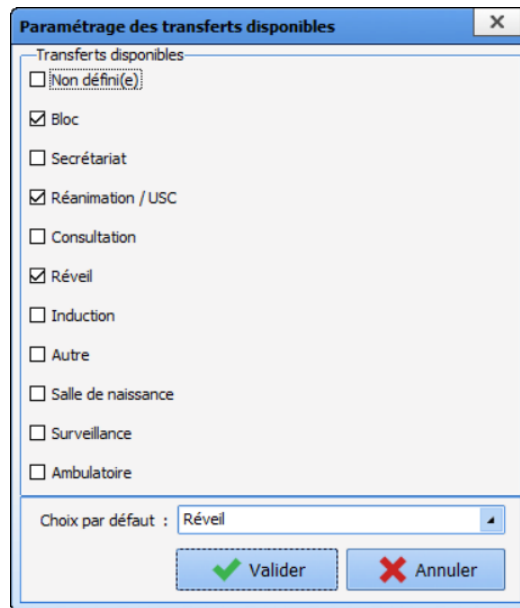 Paramétrage des transferts disponibles
Transferts disponibles
Non défini(e)
Bloc
Secrétariat
Réanimation / USC
Consultation
Réveil
Induction
Autre
Salle de naissance
Surveillance
Ambulatoire
Choix par défaut : Réveil
Valider Annuler